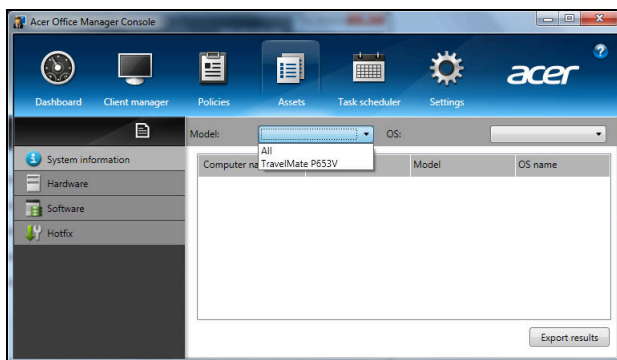 Acer Office Manager Console
?
acer
Dashboard Client manager Policies Assets Task scheduler Settings
Model: OS:
All
TravelMate P653V
System information
Hardware
Software
Hotfix
Computer na Model OS name
Export results